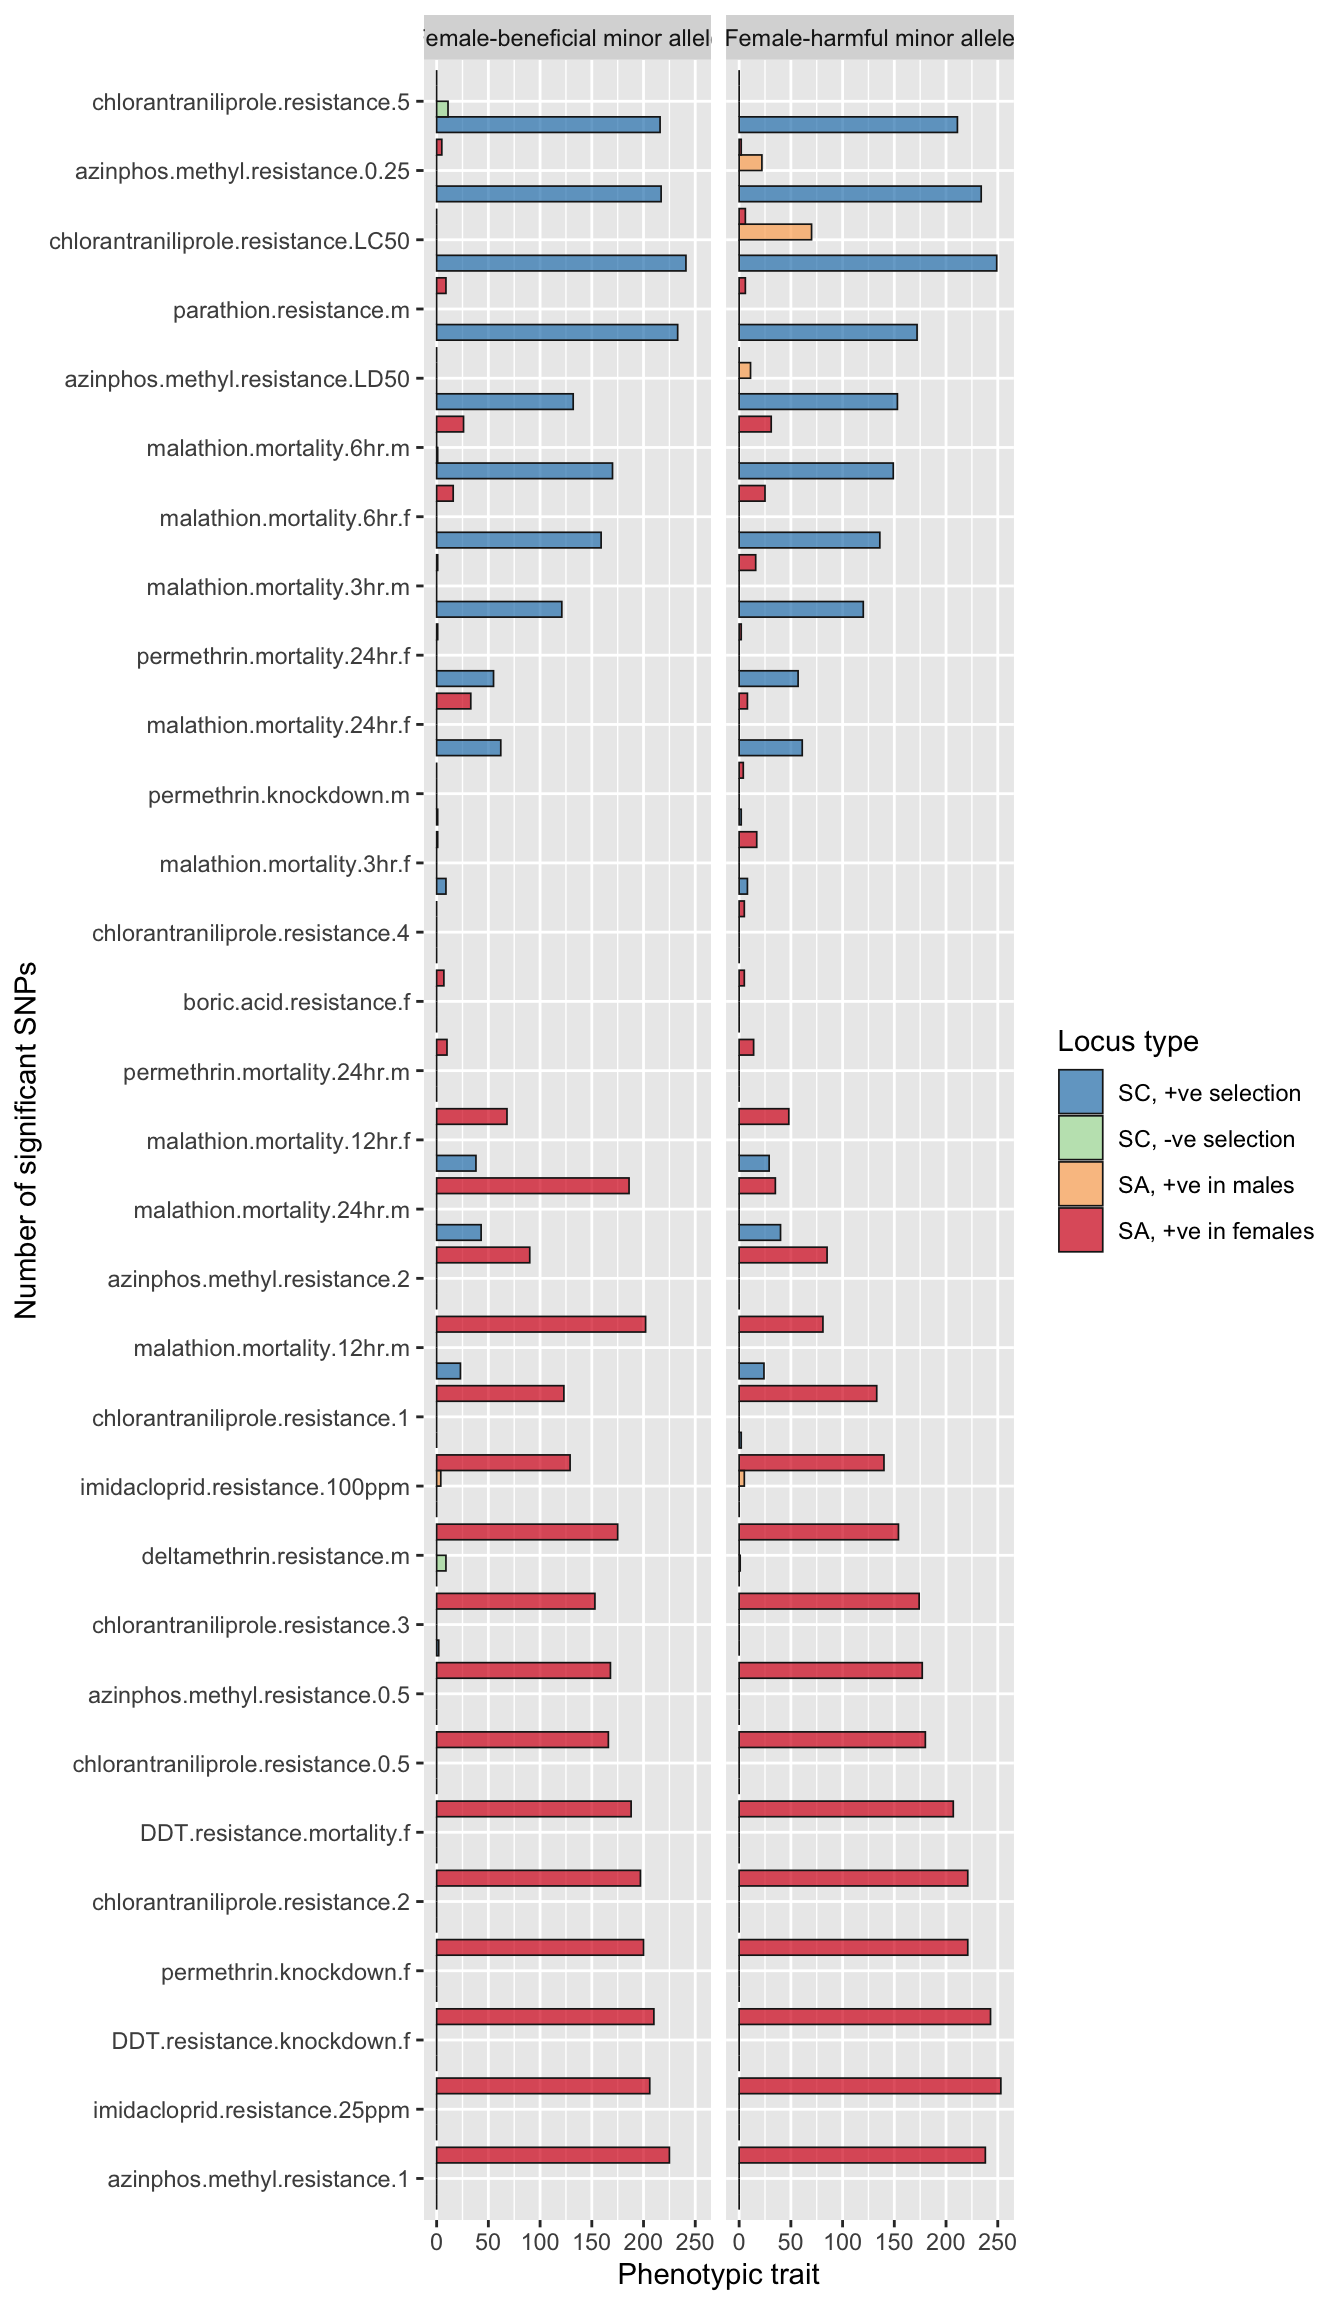 Female-beneficial minor allele
Female-harmful minor allele
chlorantraniliprole.resistance.5
azinphos.methyl.resistance.0.25
chlorantraniliprole.resistance.LC50
parathion.resistance.m
azinphos.methyl.resistance.LD50
malathion.mortality.6hr.m
malathion.mortality.6hr.f
malathion.mortality.3hr.m
permethrin.mortality.24hr.f
malathion.mortality.24hr.f
permethrin.knockdown.m
malathion.mortality.3hr.f
chlorantraniliprole.resistance.4
boric.acid.resistance.f
permethrin.mortality.24hr.m
malathion.mortality.12hr.f
malathion.mortality.24hr.m
azinphos.methyl.resistance.2
malathion.mortality.12hr.m
chlorantraniliprole.resistance.1
imidacloprid.resistance.100ppm
deltamethrin.resistance.m
chlorantraniliprole.resistance.3
azinphos.methyl.resistance.0.5
chlorantraniliprole.resistance.0.5
DDT.resistance.mortality.f
chlorantraniliprole.resistance.2
permethrin.knockdown.f
DDT.resistance.knockdown.f
imidacloprid.resistance.25ppm
azinphos.methyl.resistance.1
0 50 100 150 200 250
0 50 100 150 200 250
Phenotypic trait
Number of significant SNPs
Locus type
SC, +ve selection
SC, -ve selection
SA, +ve in males
SA, +ve in females